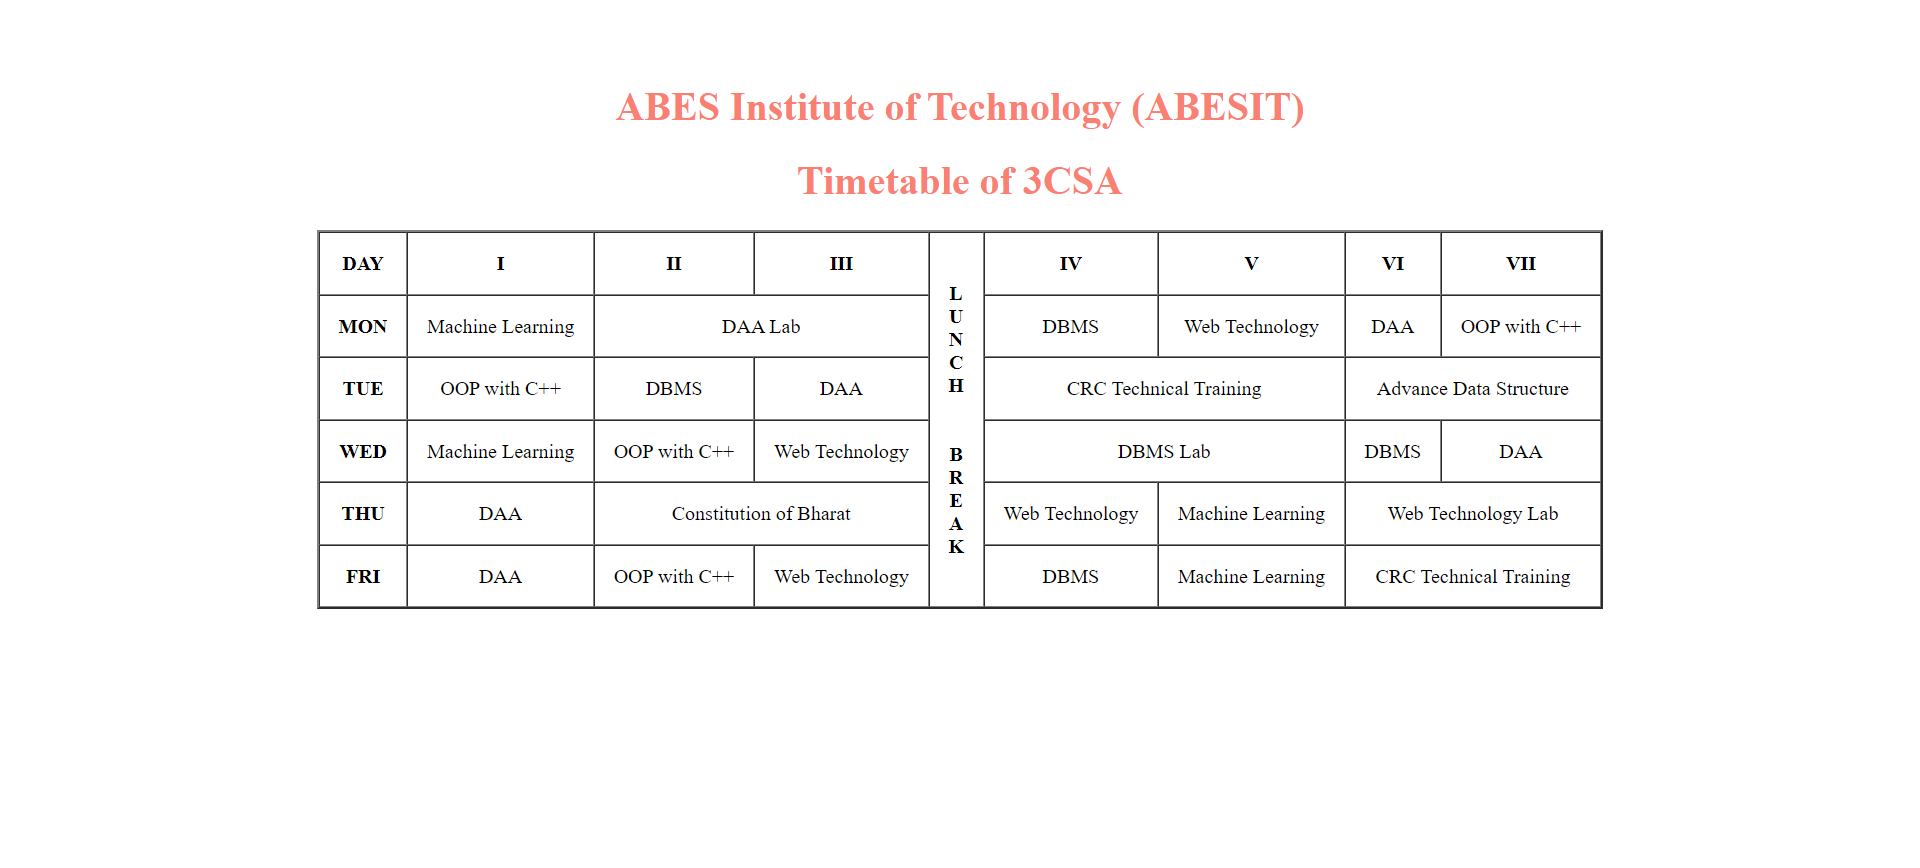 ABES Institute of Technology (ABESIT)
Timetable of 3CSA
DAY I II III LUNCH BREAK IV V VI VII
MON Machine Learning DAA Lab DBMS Web Technology DAA OOP with C++
TUE OOP with C++ DBMS DAA CRC Technical Training Advance Data Structure
WED Machine Learning OOP with C++ Web Technology DBMS Lab DBMS DAA
THU DAA Constitution of Bharat Web Technology Machine Learning Web Technology Lab
FRI DAA OOP with C++ Web Technology DBMS Machine Learning CRC Technical Training